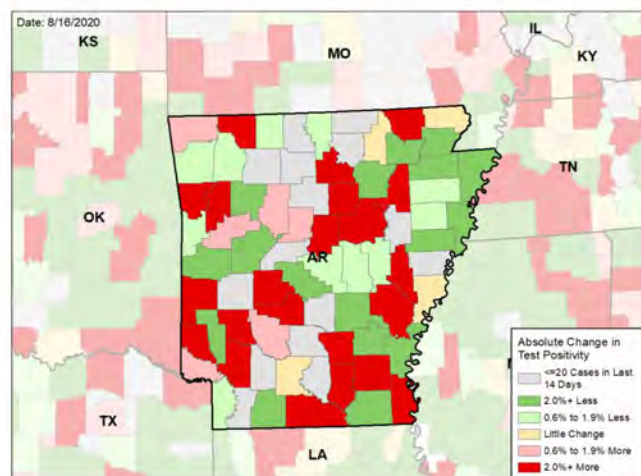 Date: 8/16/2020
KS
MO
IL
KY
OK
TN
AR
TX
LA
Absolute Change in
Test Positivity
<=20 Cases in Last
14 Days
2.0%+ Less
0.6% to 1.9% Less
Little Change
0.6% to 1.9% More
2.0%+ More